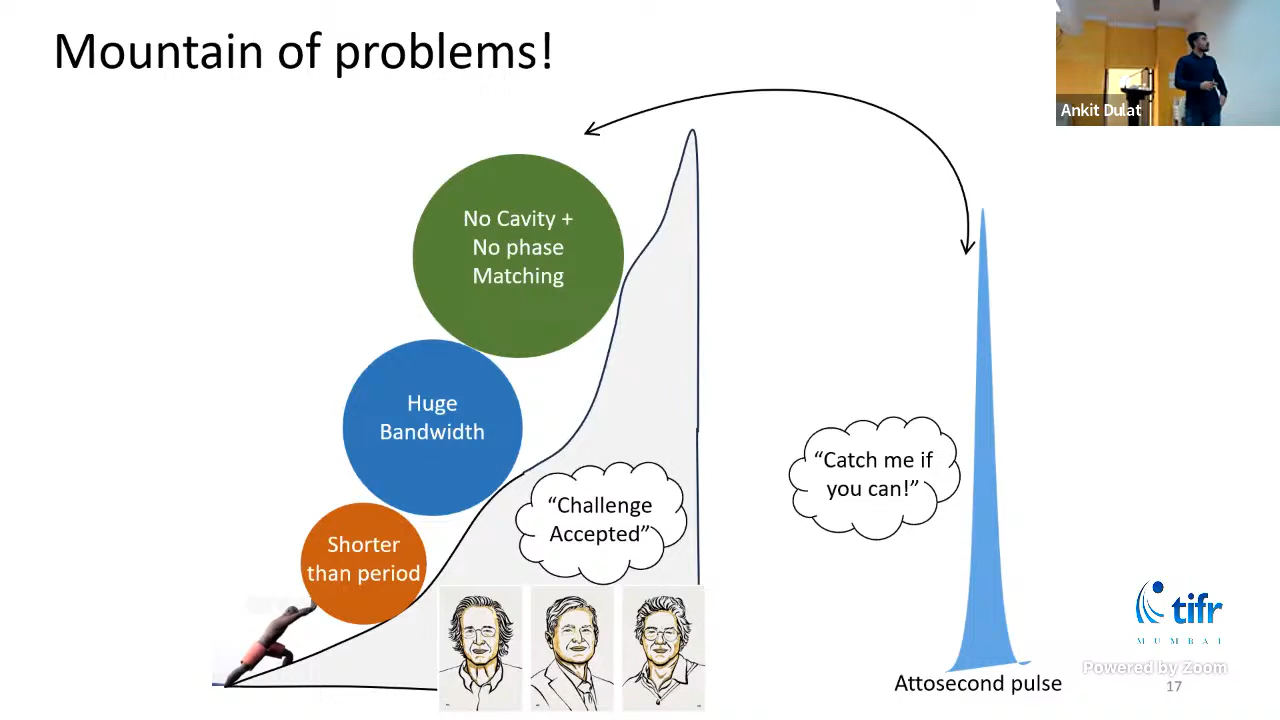 Mountain of problems!
Ankit Dulat
No Cavity +
No phase
Matching
Huge
Bandwidth
Shorter
than period
“Challenge
Accepted”
“Catch me if
you can!”
Attosecond pulse
tifr
MUMBAI
Powered by Zoom
17